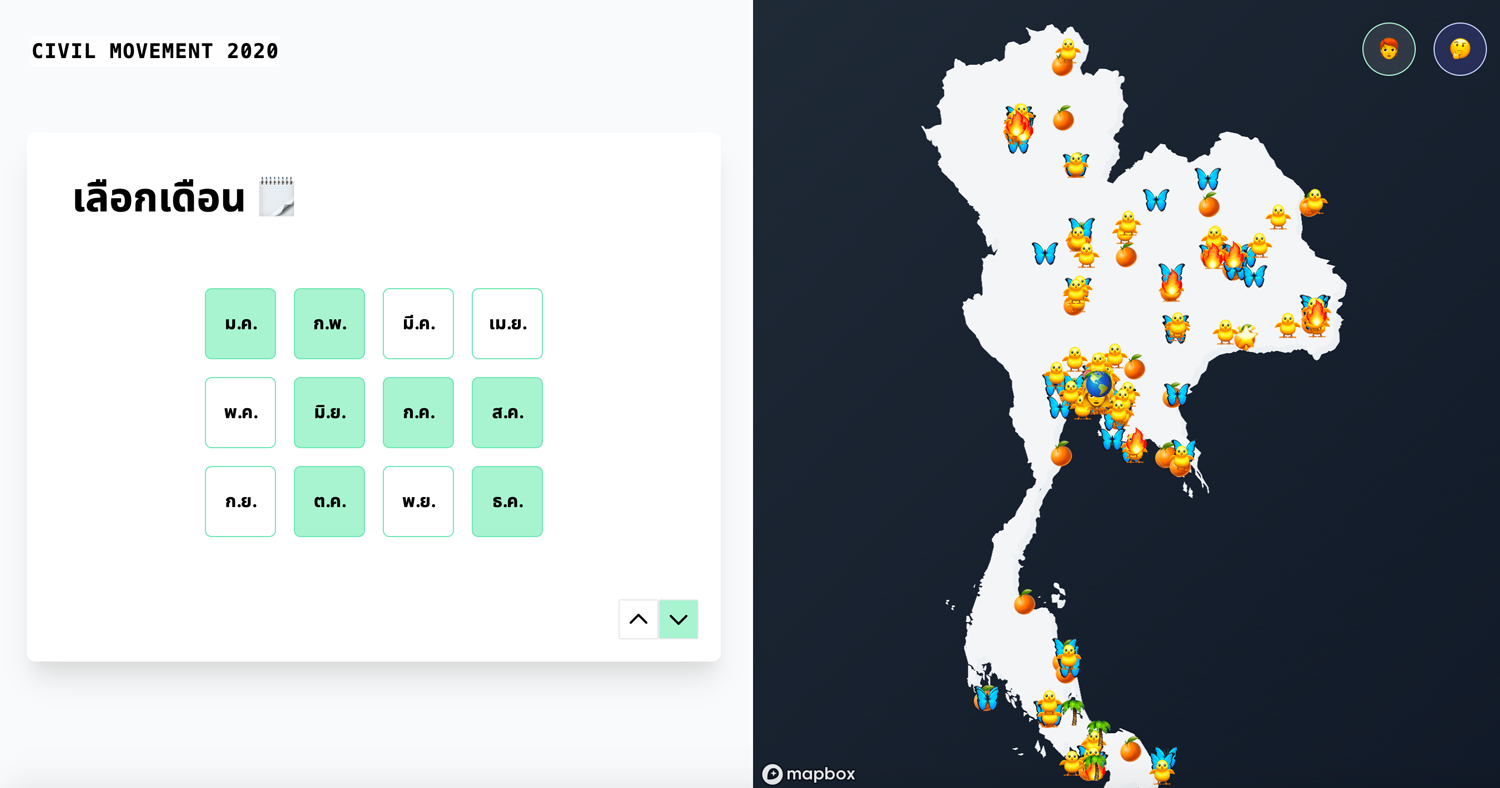 CIVIL MOVEMENT 2020
เลือกเดือน
ม.ค. ก.พ. มี.ค. เม.ย.
พ.ค. มิ.ย. ก.ค. ส.ค.
ก.ย. ต.ค. พ.ย. ธ.ค.
mapbox